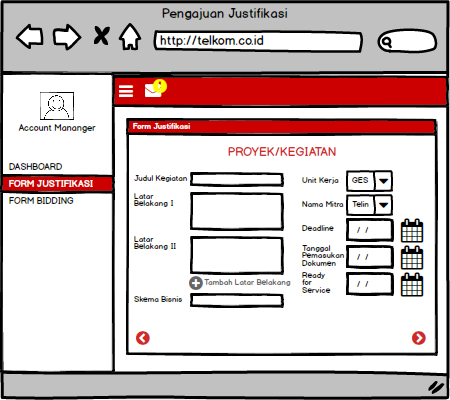 Pengajuan Justifikasi
http://telkom.co.id
Account Mananger
DASHBOARD
FORM JUSTIFIKASI
FORM BIDDING
Form Justifikasi
PROYEK/KEGIATAN
Judul Kegiatan
Latar
Belakang I
Latar
Belakang II
Tambah Latar Belakang
Skema Bisnis
Unit Kerja
GES
Nama Mitra
Telin
Deadline
/ /
Tanggal
Pemasukan
Dokumen
/ /
Ready
for
Service
/ /